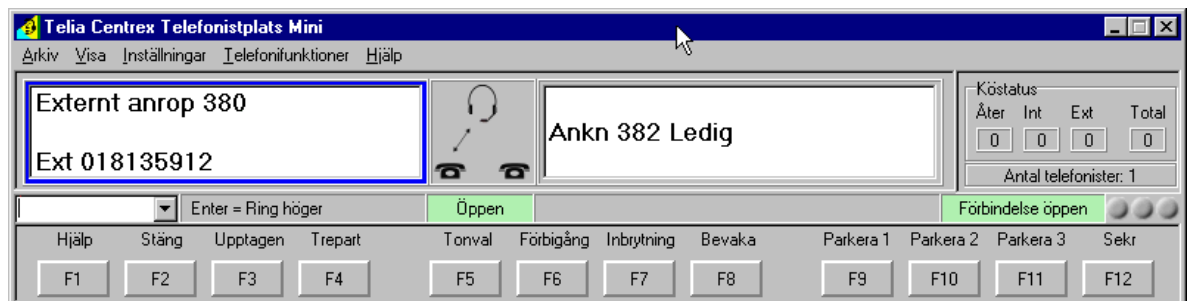 Telia Centrex Telefonistplats Mini
Arkiv Visa Inställningar Telefonifunktioner Hjälp
Externt anrop 380
Ext 018135912
Ankn 382 Ledig
Köstatus
Åter Int Ext Total
0 0 0 0
Antal telefonister: 1
Enter = Ring höger Öppen Förbindelse öppen
Hjälp Stäng Upptagen Trepart Tonval Förbigång Inbrytning Bevaka Parkera 1 Parkera 2 Parkera 3 Sekr
F1 F2 F3 F4 F5 F6 F7 F8 F9 F10 F11 F12